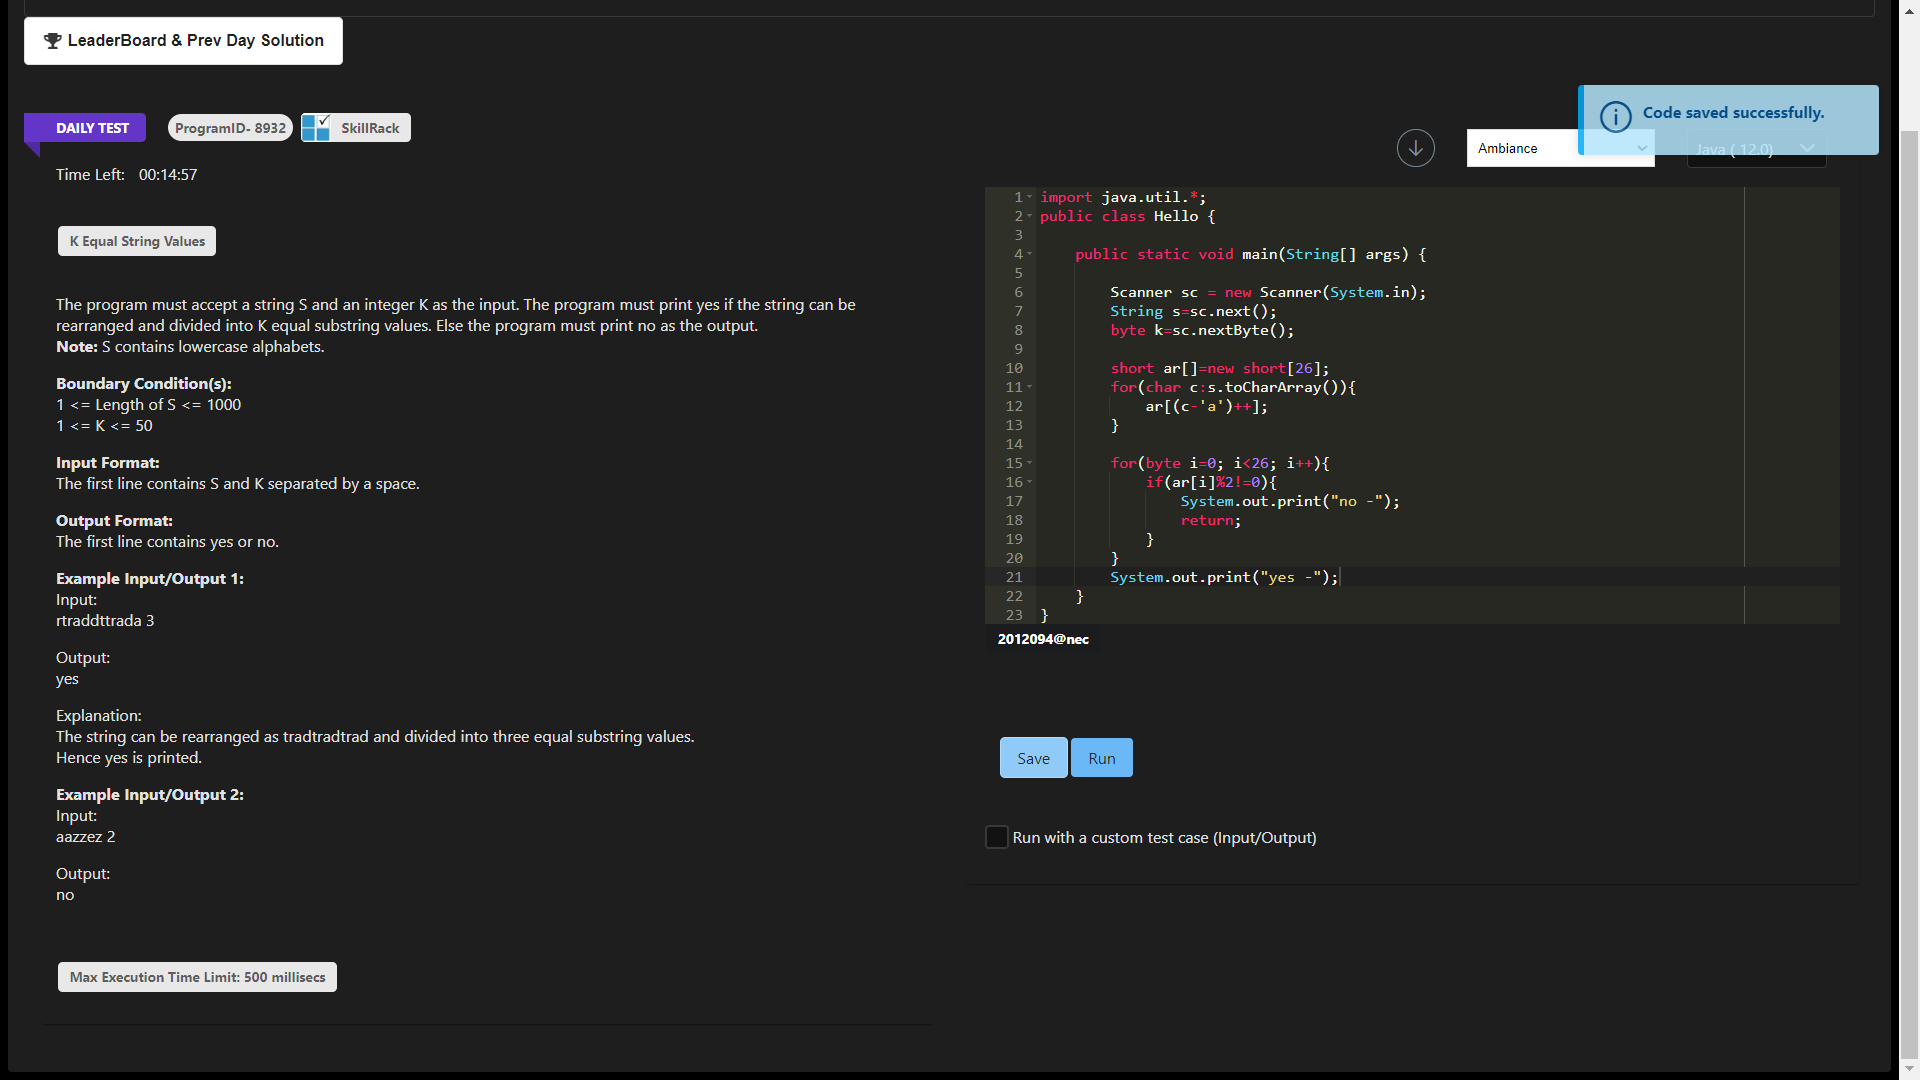 LeaderBoard & Prev Day Solution
DAILY TEST
ProgramID- 8932
SkillRack
Time Left: 00:14:57
K Equal String Values
The program must accept a string S and an integer K as the input. The program must print yes if the string can be
rearranged and divided into K equal substring values. Else the program must print no as the output.
Note: S contains lowercase alphabets.
Boundary Condition(s):
1 <= Length of S <= 1000
1 <= K <= 50
Input Format:
The first line contains S and K separated by a space.
Output Format:
The first line contains yes or no.
Example Input/Output 1:
Input:
rtraddttrada 3
Output:
yes
Explanation:
The string can be rearranged as tradtradtrad and divided into three equal substring values.
Hence yes is printed.
Example Input/Output 2:
Input:
aazzez 2
Output:
no
Max Execution Time Limit: 500 millisecs
Code saved successfully.
Ambiance
Java ( 12.0)
1 import java.util.*;
2 public class Hello {
3
4 public static void main(String[] args) {
5
6 Scanner sc = new Scanner(System.in);
7 String s=sc.next();
8 byte k=sc.nextByte();
9
10 short ar[]=new short[26];
11 for(char c:s.toCharArray()){
12 ar[(c-'a')++];
13 }
14
15 for(byte i=0; i<26; i++){
16 if(ar[i]%2!=0){
17 System.out.print("no -");
18 return;
19 }
20 }
21 System.out.print("yes -");
22 }
23 }
2012094@nec
Save
Run
Run with a custom test case (Input/Output)